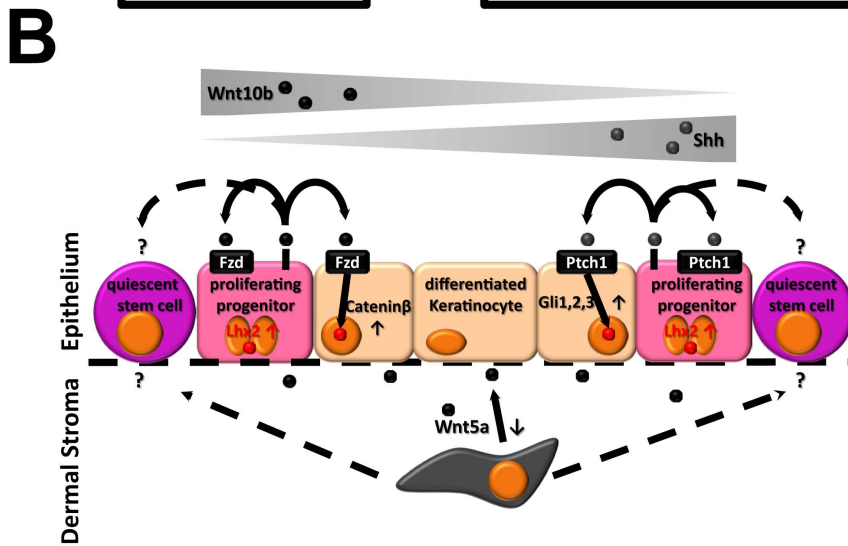 B
Wnt10b
Shh
Epithelium
? ?
Fzd Fzd Ptch1 Ptch1
quiescent
stem cell
proliferating
progenitor
Lhx2 ↑
Cateninβ
↑
differentiated
Keratinocyte
Gli1,2,3 ↑
proliferating
progenitor
Lhx2 ↑
quiescent
stem cell
? ?
Dermal Stroma
Wnt5a ↓